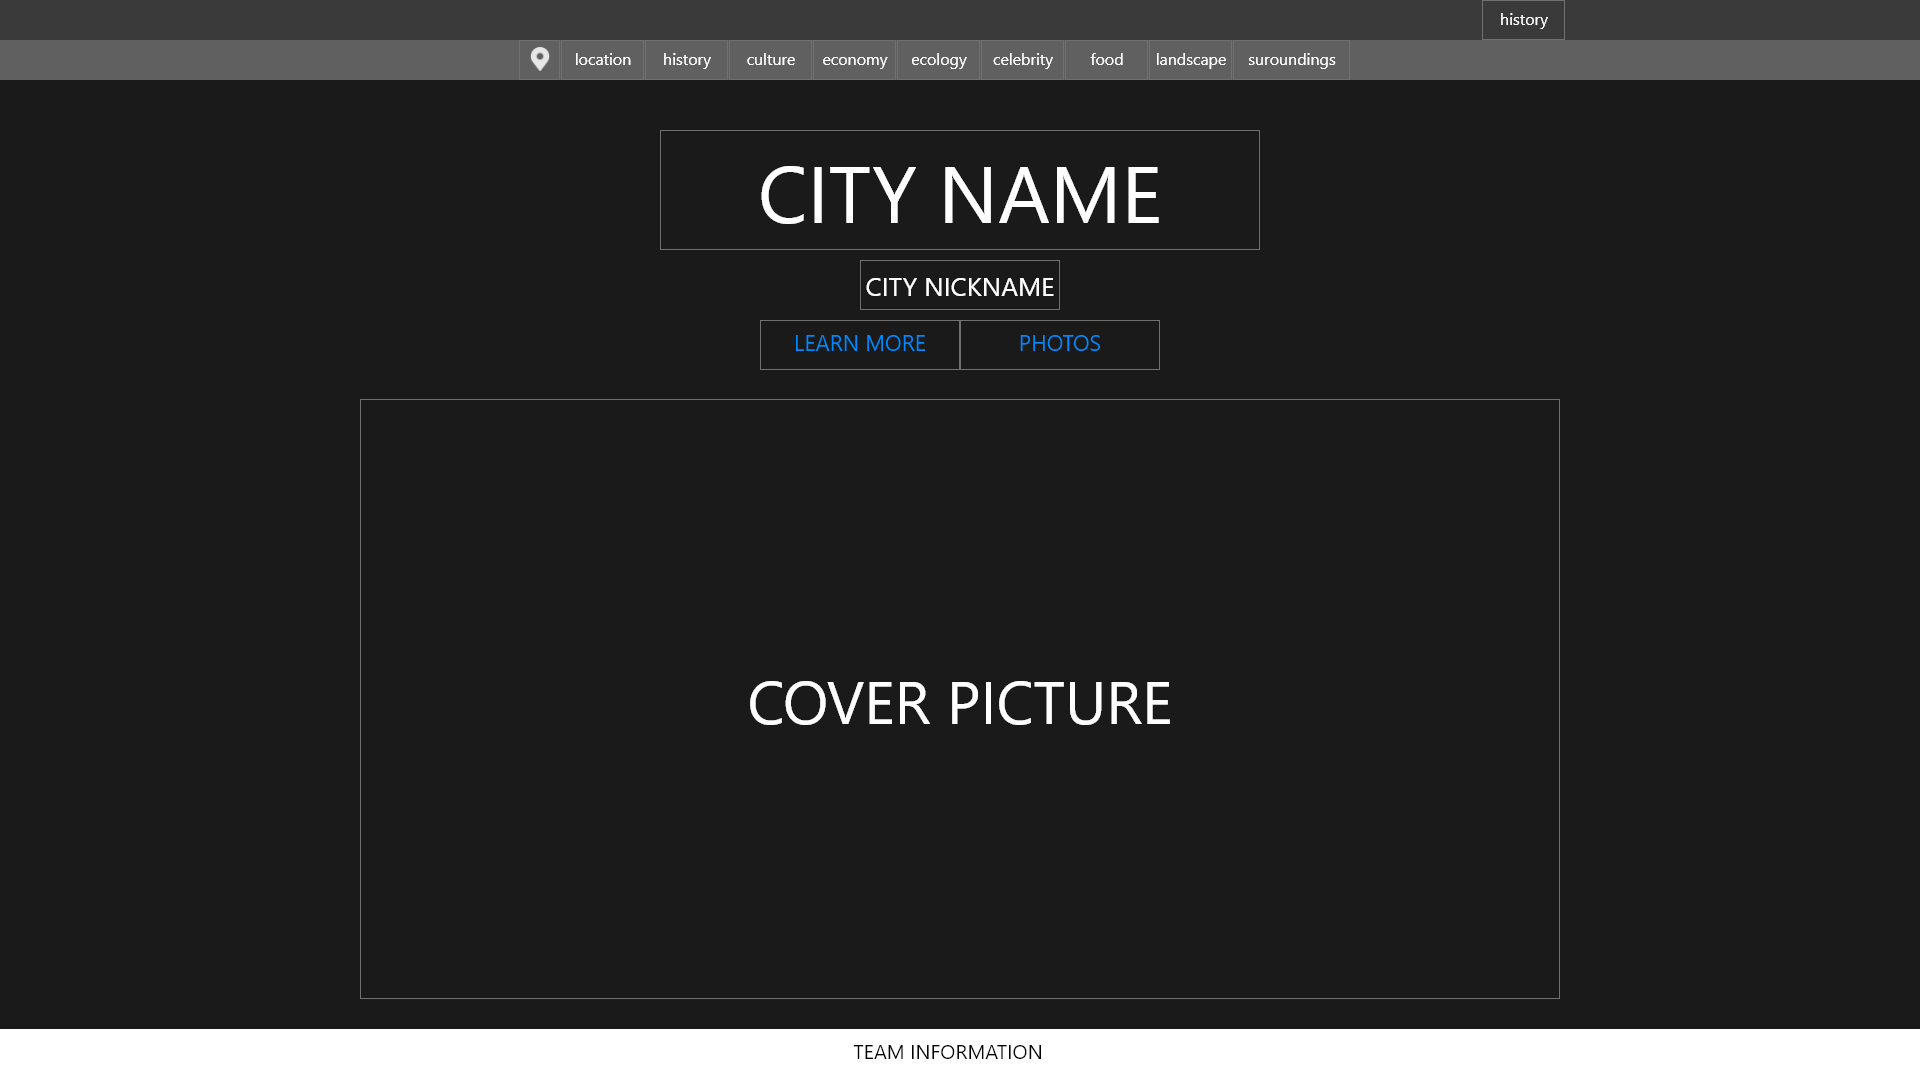 history
location history culture economy ecology celebrity food landscape suroundings
CITY NAME
CITY NICKNAME
LEARN MORE PHOTOS
COVER PICTURE
TEAM INFORMATION